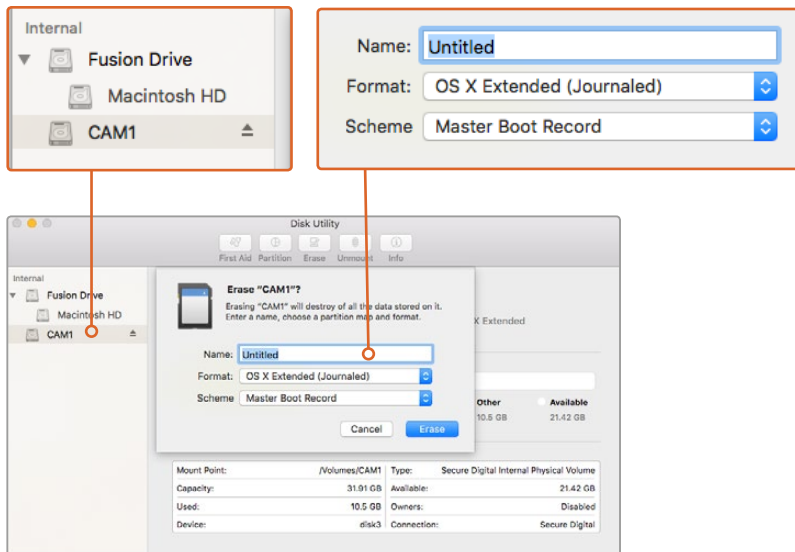 Internal
Fusion Drive
Macintosh HD
CAM1
Name: Untitled
Format: OS X Extended (Journaled)
Scheme Master Boot Record
Disk Utility
First Aid Partition Erase Unmount Info
Internal
Fusion Drive
Macintosh HD
CAM1
Erase "CAM1"?
Erasing "CAM1" will destroy of all the data stored on it.
Enter a name, choose a partition map and format.
X Extended
Name: Untitled
Format: OS X Extended (Journaled)
Scheme Master Boot Record
Other Available
10.5 GB 21.42 GB
Cancel Erase
Mount Point: /Volumes/CAM1 Type: Secure Digital Internal Physical Volume
Capacity: 31.91 GB Available: 21.42 GB
Used: 10.5 GB Owners: Disabled
Device: disk3 Connection: Secure Digital